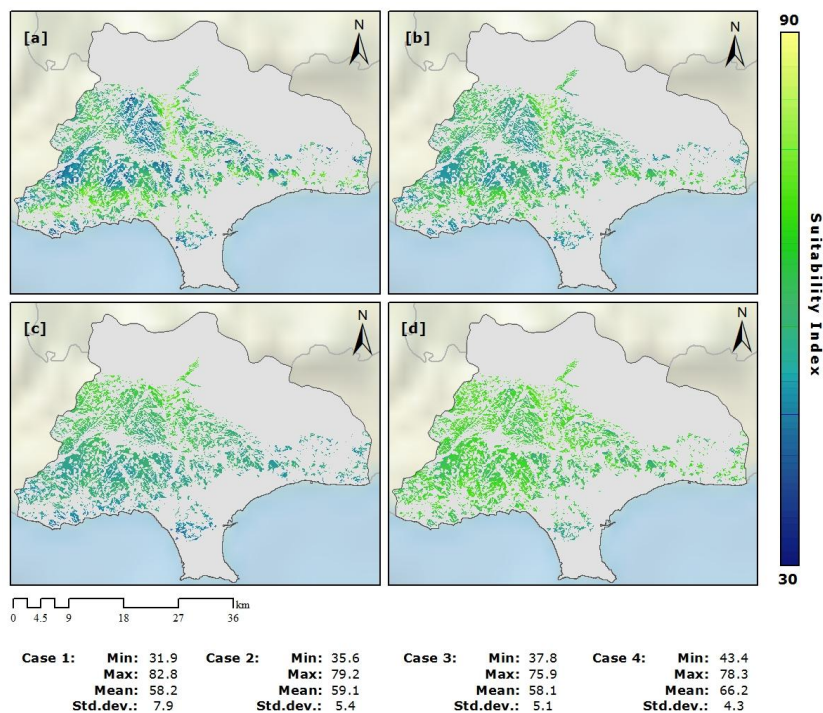 [a]
N
[b]
N
90
[c]
N
[d]
N
Suitability Index
30
km
0 4.5 9 18 27 36
Case 1: Min: 31.9 Case 2: Min: 35.6 Case 3: Min: 37.8 Case 4: Min: 43.4
Max: 82.8 Max: 79.2 Max: 75.9 Max: 78.3
Mean: 58.2 Mean: 59.1 Mean: 58.1 Mean: 66.2
Std.dev.: 7.9 Std.dev.: 5.4 Std.dev.: 5.1 Std.dev.: 4.3